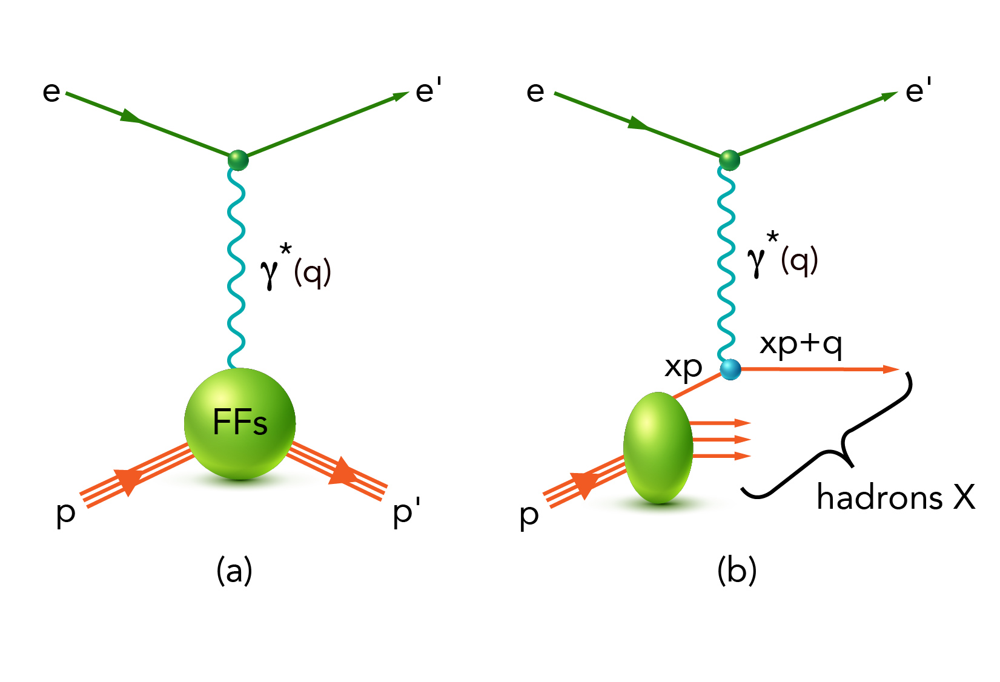 e
e'
γ*(q)
FFs
p
p'
(a)
e
e'
γ*(q)
xp
xp+q
p
hadrons X
(b)